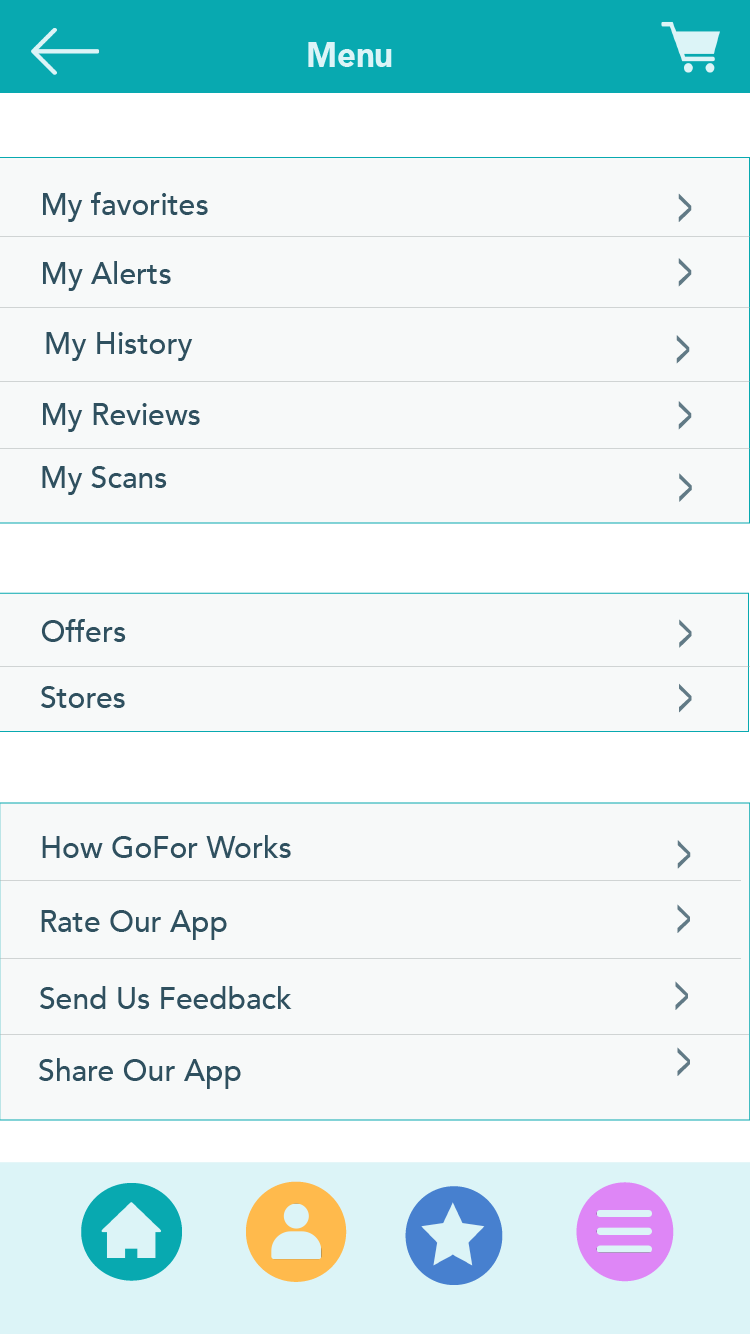 Menu
My favorites
My Alerts
My History
My Reviews
My Scans
Offers
Stores
How GoFor Works
Rate Our App
Send Us Feedback
Share Our App